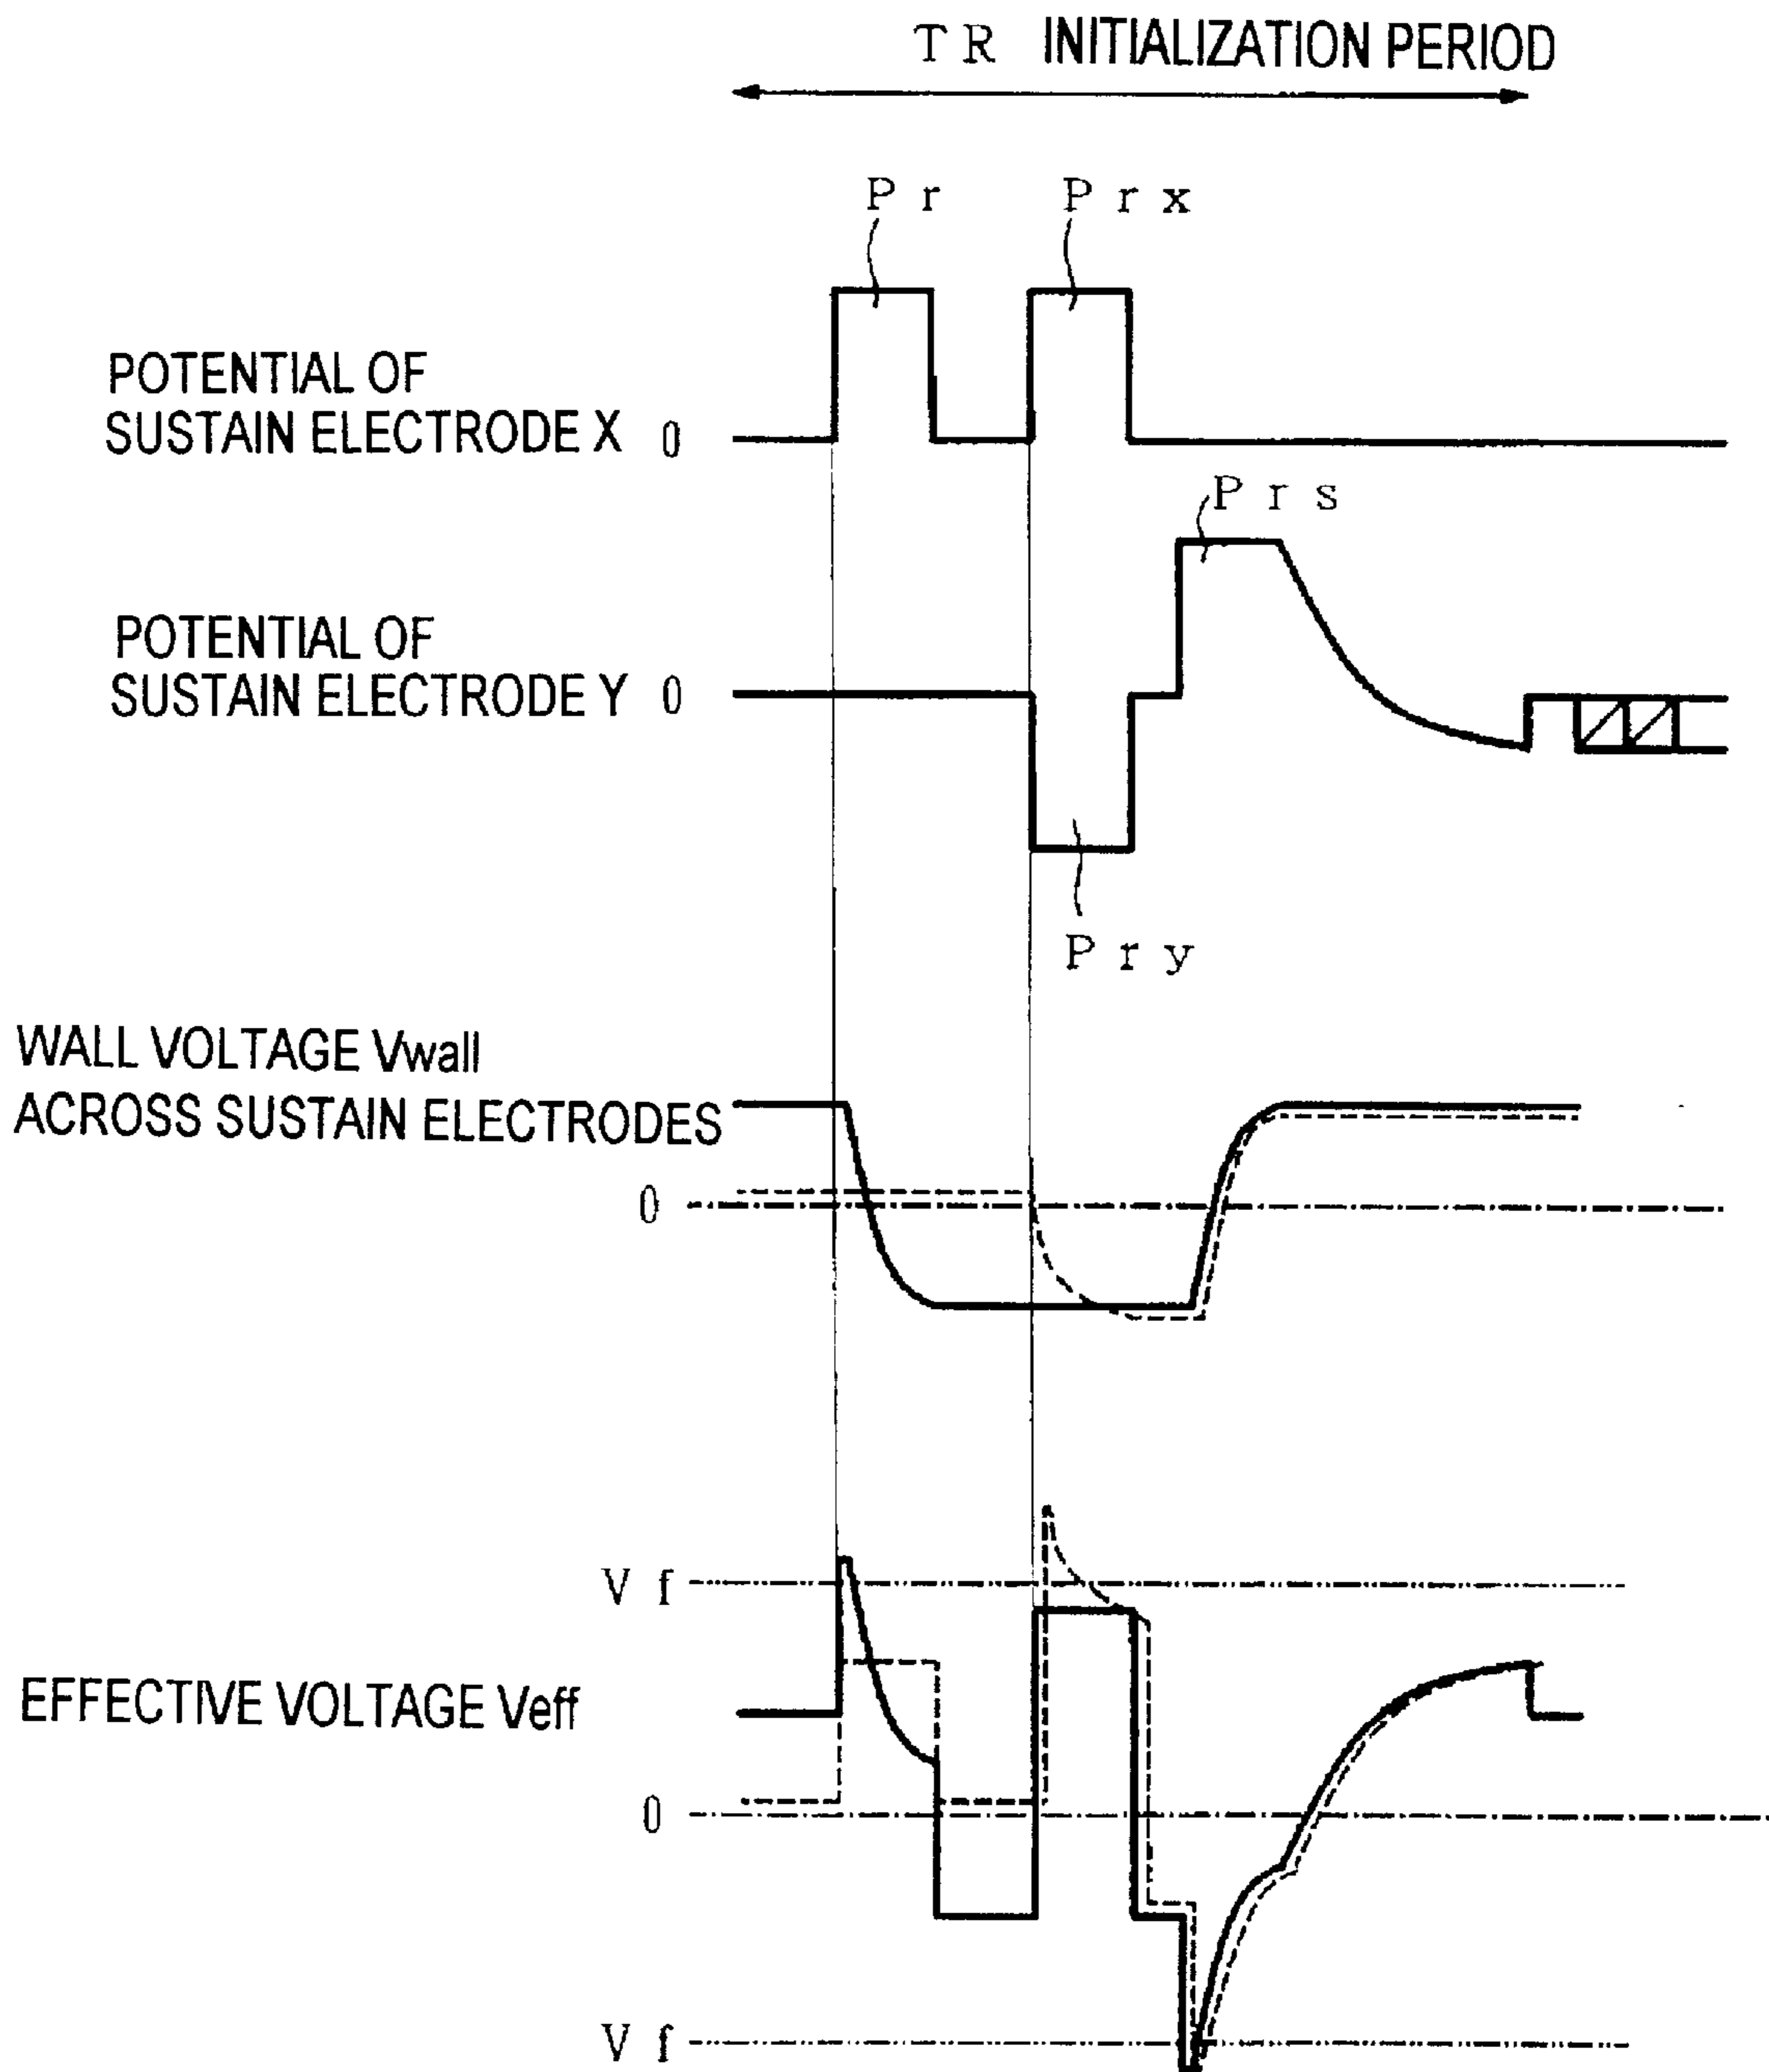 TR INITIALIZATION PERIOD
Pr
Prx
POTENTIAL OF
SUSTAIN ELECTRODE X 0
Prs
POTENTIAL OF
SUSTAIN ELECTRODE Y 0
Pry
WALL VOLTAGE Vwall
ACROSS SUSTAIN ELECTRODES
0
Vf
EFFECTIVE VOLTAGE Veff
0
Vf